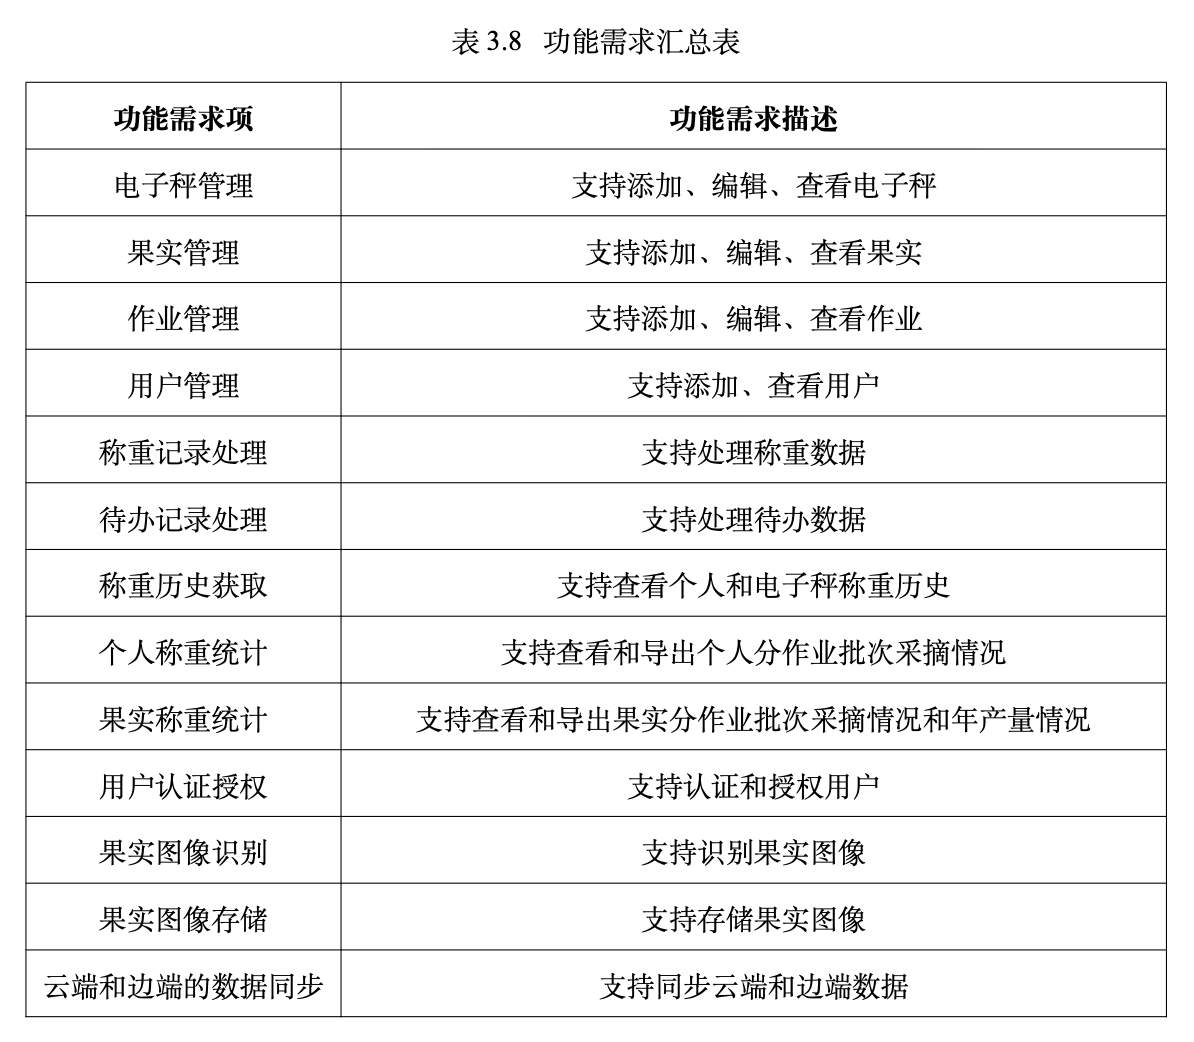 表 3.8 功能需求汇总表
功能需求项 功能需求描述
电子秤管理 支持添加、编辑、查看电子秤
果实管理 支持添加、编辑、查看果实
作业管理 支持添加、编辑、查看作业
用户管理 支持添加、查看用户
称重记录处理 支持处理称重数据
待办记录处理 支持处理待办数据
称重历史获取 支持查看个人和电子秤称重历史
个人称重统计 支持查看和导出个人分作业批次采摘情况
果实称重统计 支持查看和导出果实分作业批次采摘情况和年产量情况
用户认证授权 支持认证和授权用户
果实图像识别 支持识别果实图像
果实图像存储 支持存储果实图像
云端和边端的数据同步 支持同步云端和边端数据